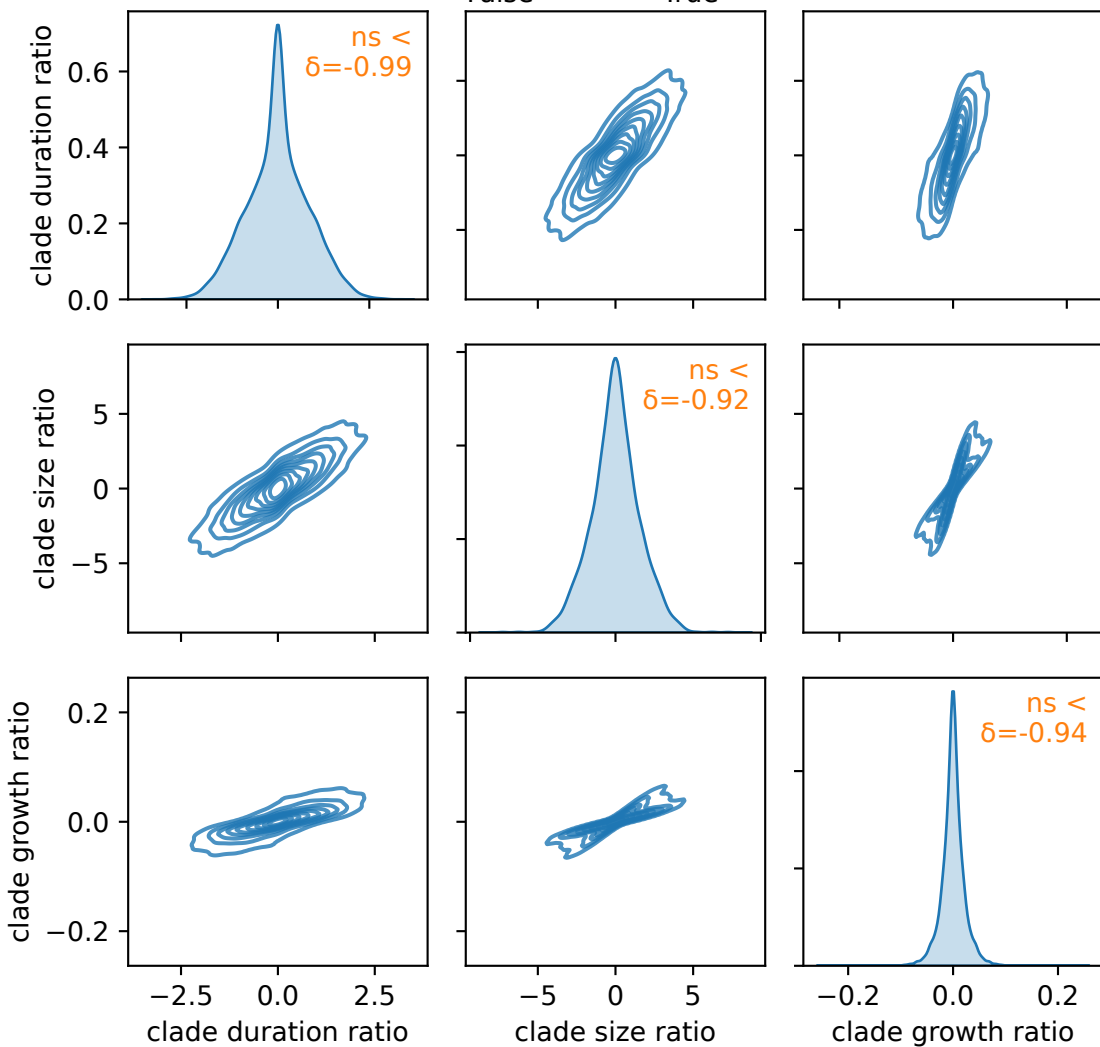 clade duration ratio
0.6
0.4
0.2
0.0
ns <
δ=-0.99
clade size ratio
5
0
−5
ns <
δ=-0.92
clade growth ratio
0.2
0.0
−0.2
ns <
δ=-0.94
−2.5 0.0 2.5
−5 0 5
−0.2 0.0 0.2
clade duration ratio
clade size ratio
clade growth ratio